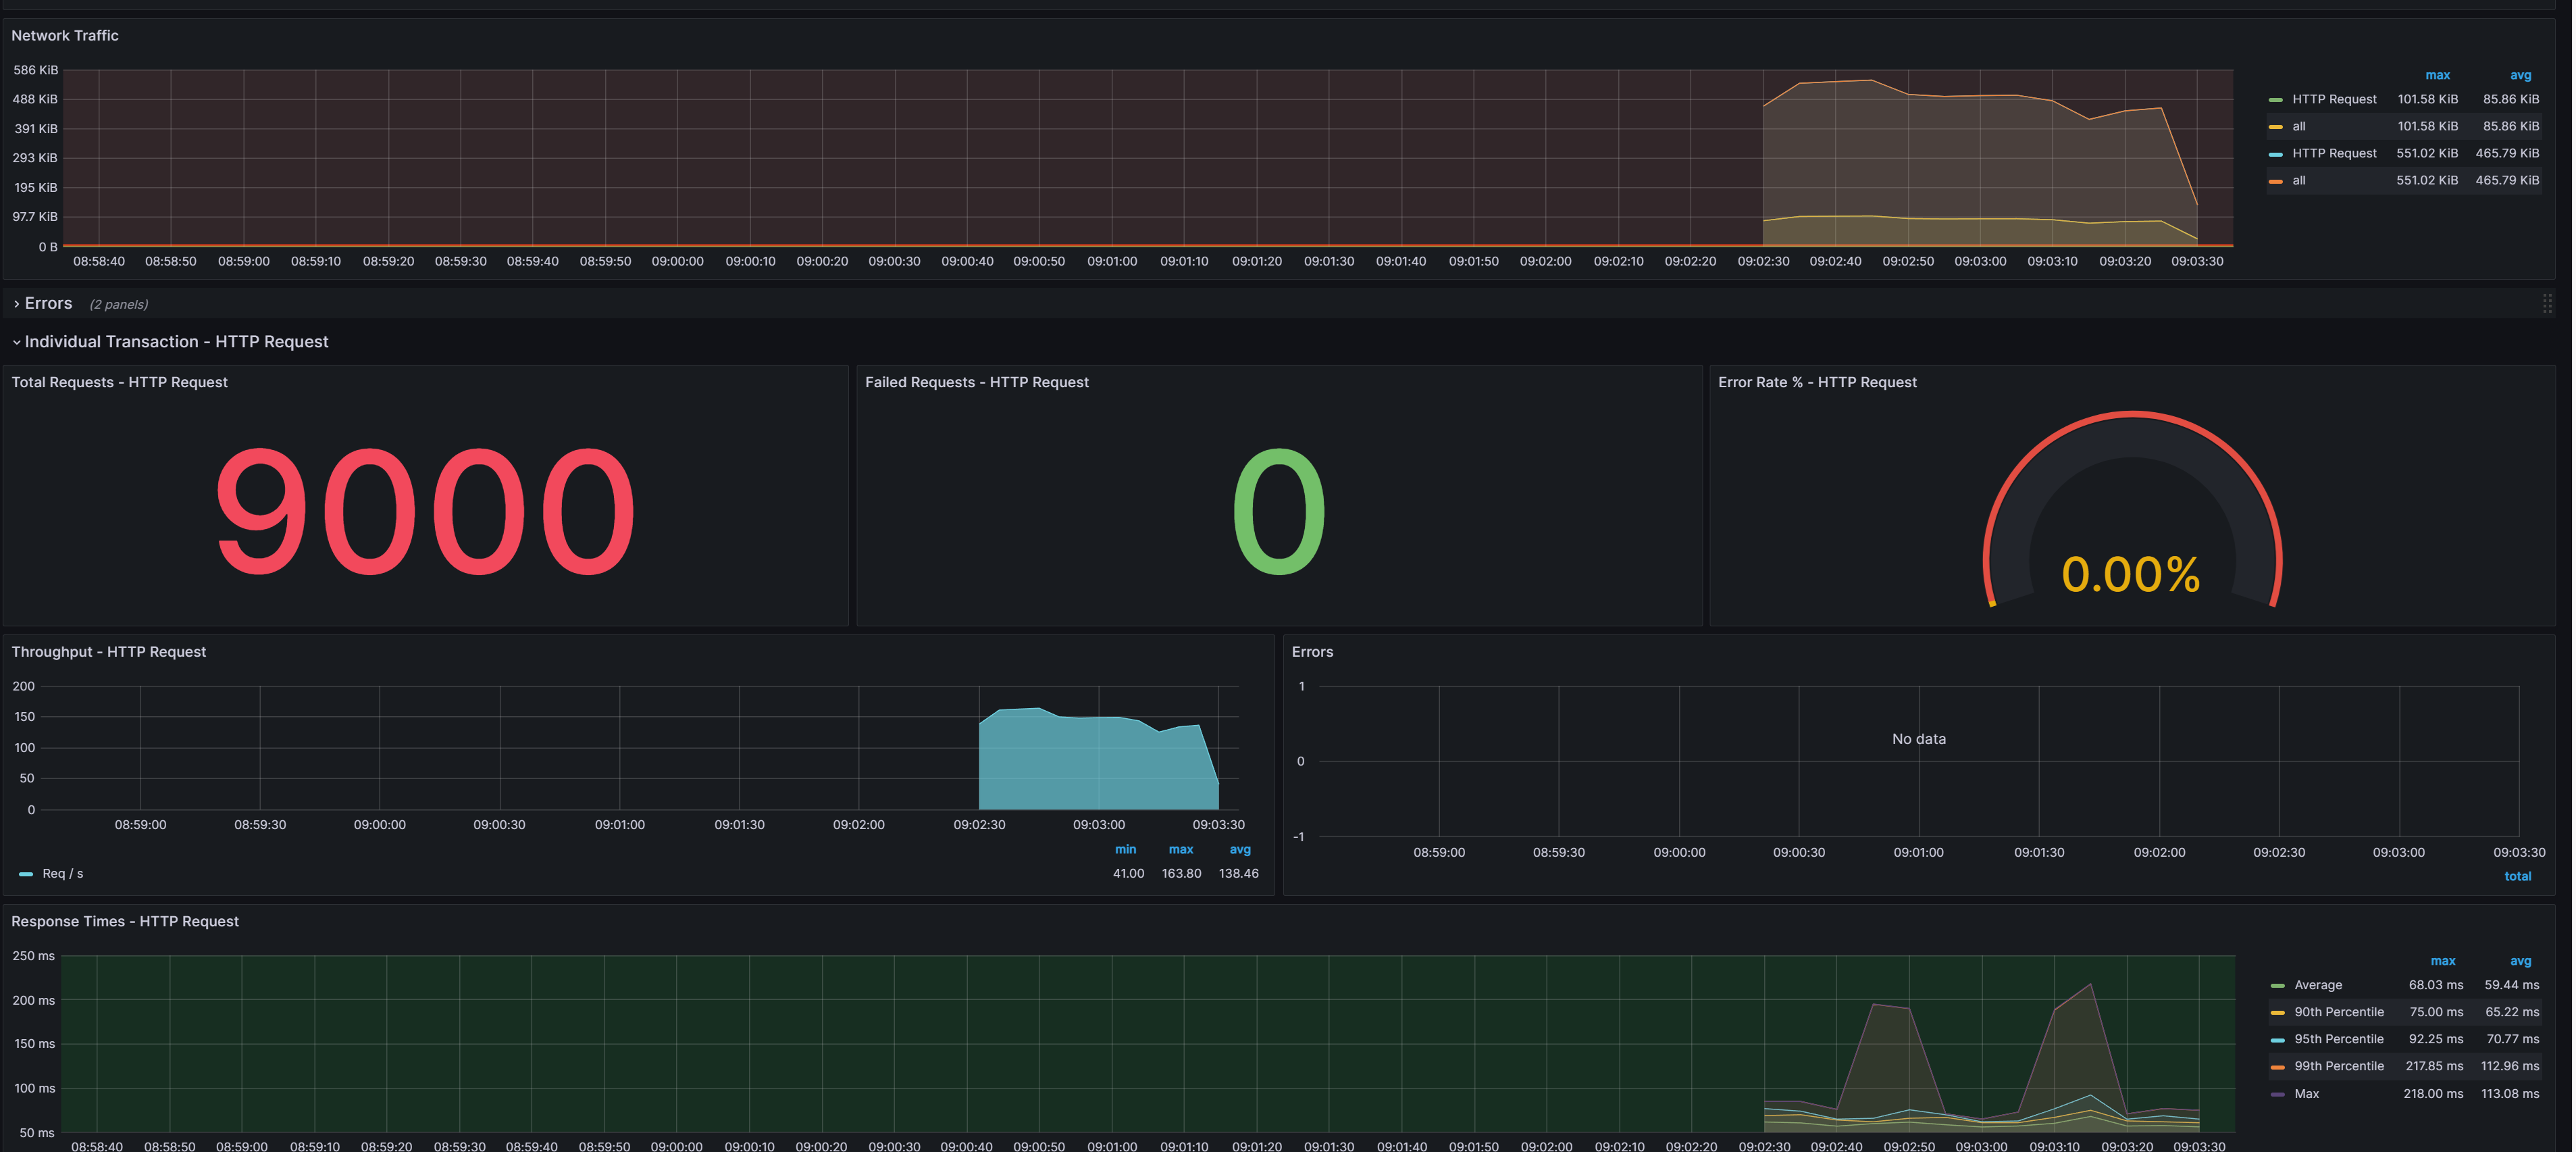 Network Traffic
586 KiB
488 KiB
391 KiB
293 KiB
195 KiB
97.7 KiB
0 B
08:58:40 08:58:50 08:59:00 08:59:10 08:59:20 08:59:30 08:59:40 08:59:50 09:00:00 09:00:10 09:00:20 09:00:30 09:00:40 09:00:50 09:01:00 09:01:10 09:01:20 09:01:30 09:01:40 09:01:50 09:02:00 09:02:10 09:02:20 09:02:30 09:02:40 09:02:50 09:03:00 09:03:10 09:03:20 09:03:30
max avg
HTTP Request 101.58 KiB 85.86 KiB
all 101.58 KiB 85.86 KiB
HTTP Request 551.02 KiB 465.79 KiB
all 551.02 KiB 465.79 KiB
Errors (2 panels)
Individual Transaction - HTTP Request
Total Requests - HTTP Request
9000
Failed Requests - HTTP Request
0
Error Rate % - HTTP Request
0.00%
Throughput - HTTP Request
200
150
100
50
0
08:59:00 08:59:30 09:00:00 09:00:30 09:01:00 09:01:30 09:02:00 09:02:30 09:03:00 09:03:30
min max avg
Req / s 41.00 163.80 138.46
Errors
1
No data
0
-1
08:59:00 08:59:30 09:00:00 09:00:30 09:01:00 09:01:30 09:02:00 09:02:30 09:03:00 09:03:30
total
Response Times - HTTP Request
250 ms
200 ms
150 ms
100 ms
50 ms
08:58:40 08:58:50 08:59:00 08:59:10 08:59:20 08:59:30 08:59:40 08:59:50 09:00:00 09:00:10 09:00:20 09:00:30 09:00:40 09:00:50 09:01:00 09:01:10 09:01:20 09:01:30 09:01:40 09:01:50 09:02:00 09:02:10 09:02:20 09:02:30 09:02:40 09:02:50 09:03:00 09:03:10 09:03:20 09:03:30
max avg
Average 68.03 ms 59.44 ms
90th Percentile 75.00 ms 65.22 ms
95th Percentile 92.25 ms 70.77 ms
99th Percentile 217.85 ms 112.96 ms
Max 218.00 ms 113.08 ms